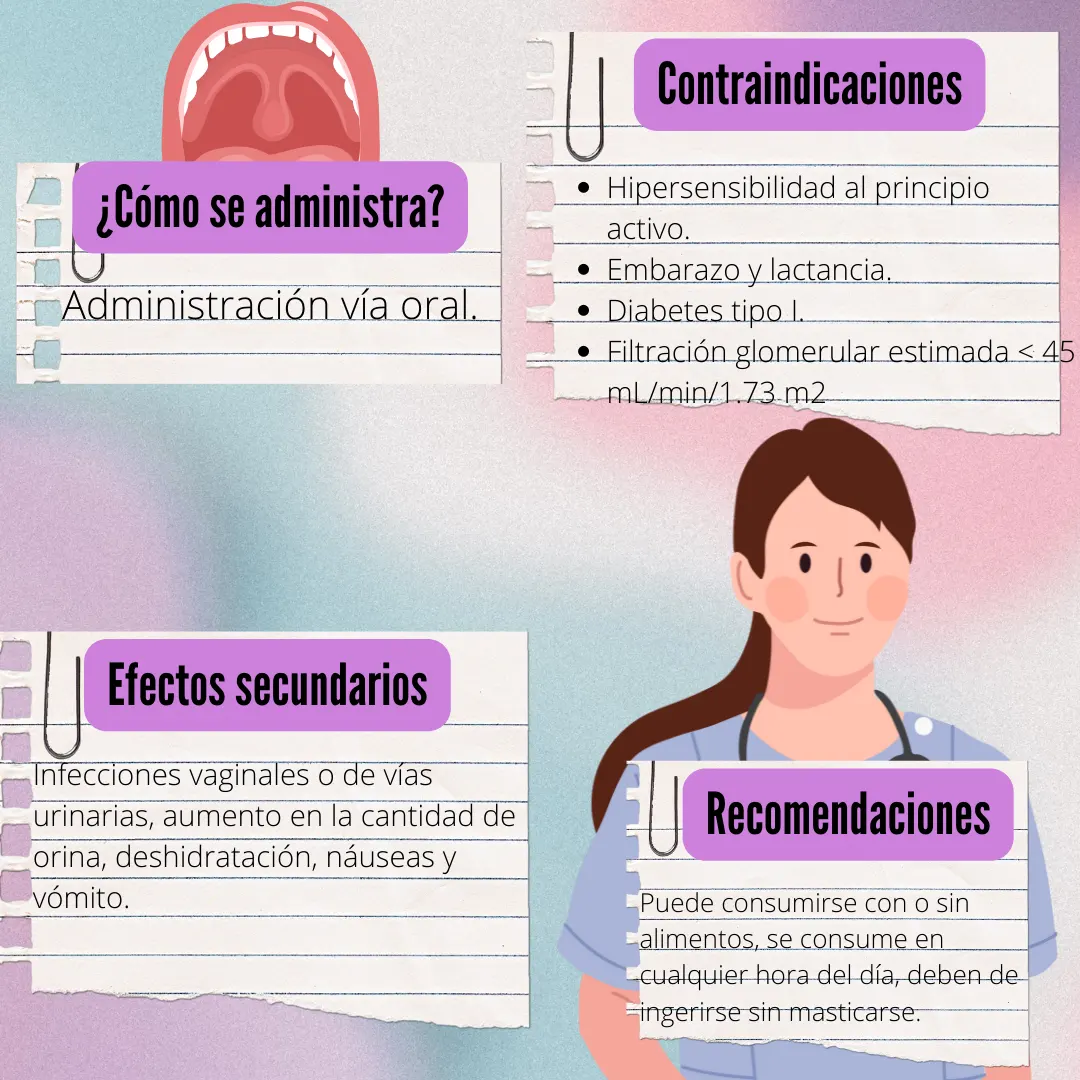 ¿Cómo se administra?
Administración vía oral.
Contraindicaciones
• Hipersensibilidad al principio
activo.
• Embarazo y lactancia.
• Diabetes tipo I.
• Filtración glomerular estimada < 45
mL/min/1.73 m2
Efectos secundarios
Infecciones vaginales o de vías
urinarias, aumento en la cantidad de
orina, deshidratación, náuseas y
vómito.
Recomendaciones
Puede consumirse con o sin
alimentos, se consume en
cualquier hora del día, deben de
ingerirse sin masticarse.